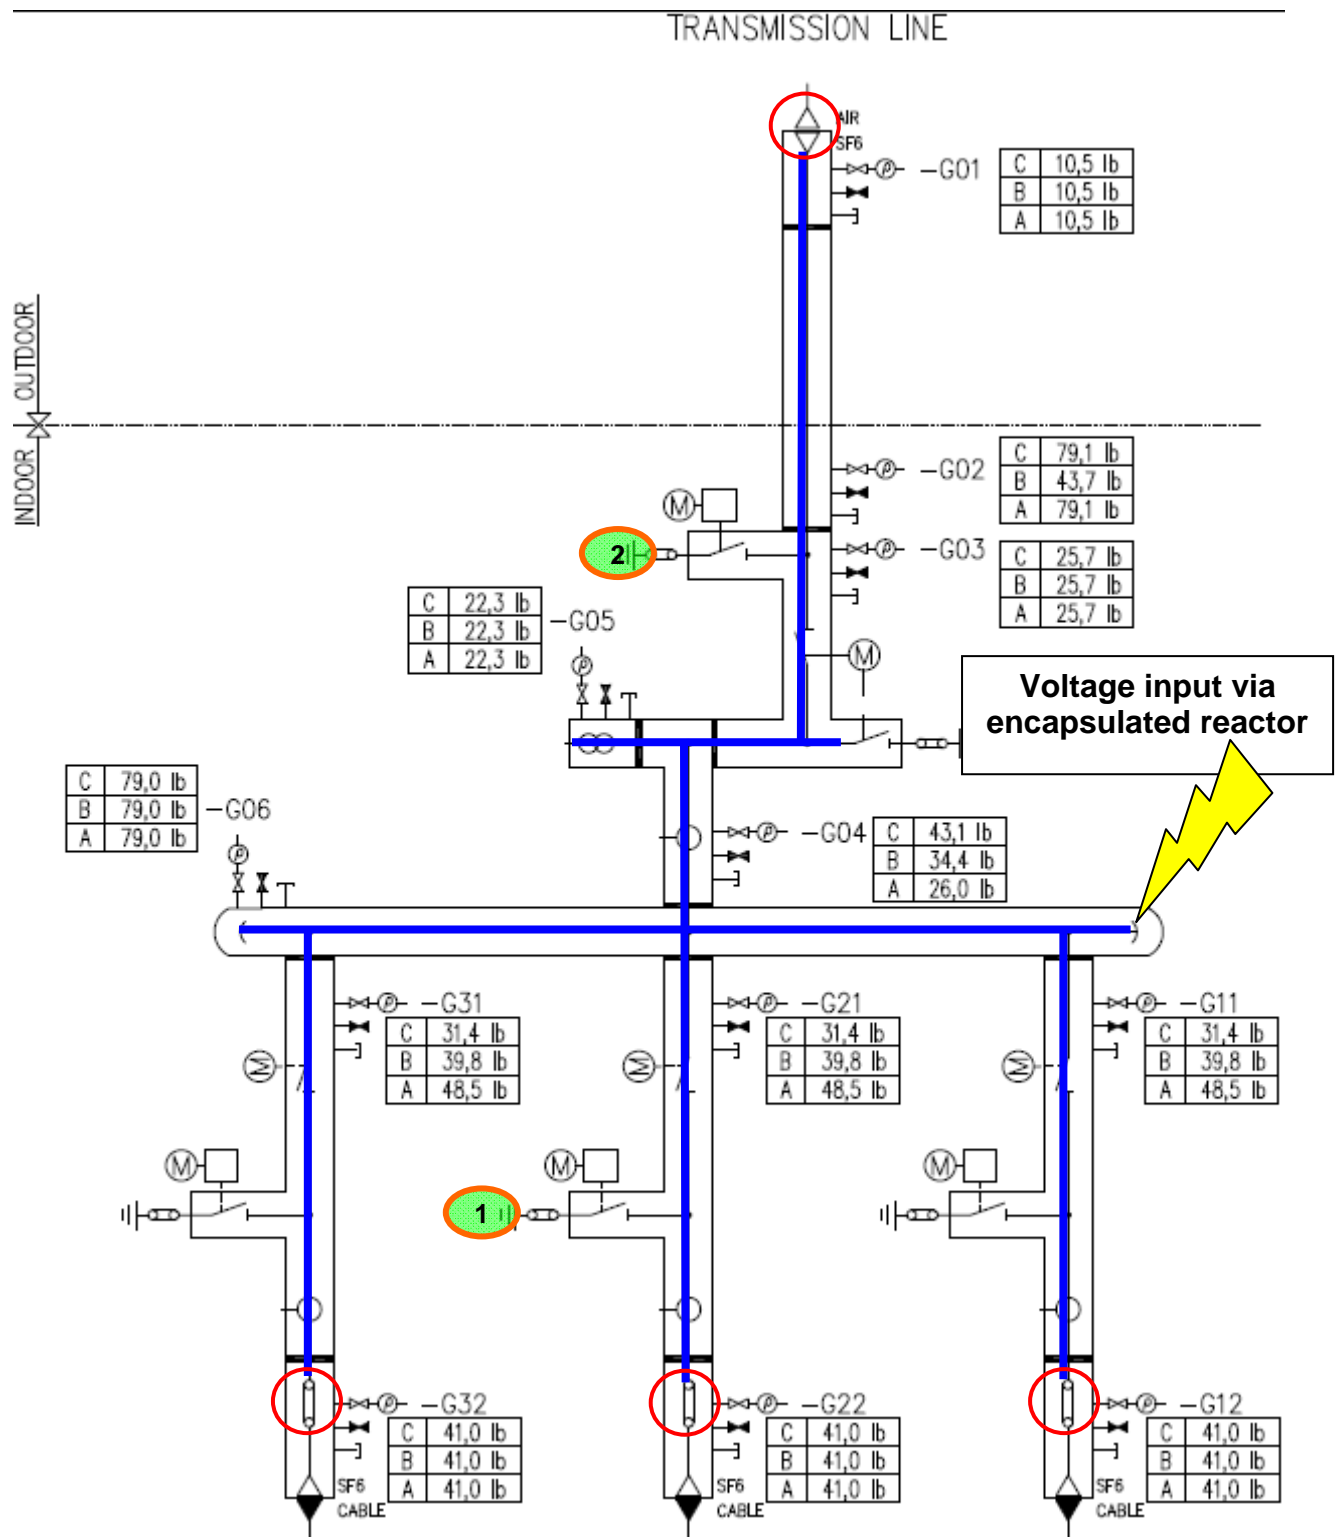 TRANSMISSION LINE
AIR
SF6
-G01
C 10,5 lb
B 10,5 lb
A 10,5 lb
OUTDOOR
INDOOR
-G02
C 79,1 lb
B 43,7 lb
A 79,1 lb
M
2
-G03
C 25,7 lb
B 25,7 lb
A 25,7 lb
C 22,3 lb
B 22,3 lb
A 22,3 lb
-G05
M
Voltage input via
encapsulated reactor
C 79,0 lb
B 79,0 lb
A 79,0 lb
-G06
-G04
C 43,1 lb
B 34,4 lb
A 26,0 lb
-G31
C 31,4 lb
B 39,8 lb
A 48,5 lb
M
-G21
C 31,4 lb
B 39,8 lb
A 48,5 lb
M
-G11
C 31,4 lb
B 39,8 lb
A 48,5 lb
M
M
M
M
1
-G32
C 41,0 lb
B 41,0 lb
A 41,0 lb
SF6
CABLE
-G22
C 41,0 lb
B 41,0 lb
A 41,0 lb
SF6
CABLE
-G12
C 41,0 lb
B 41,0 lb
A 41,0 lb
SF6
CABLE